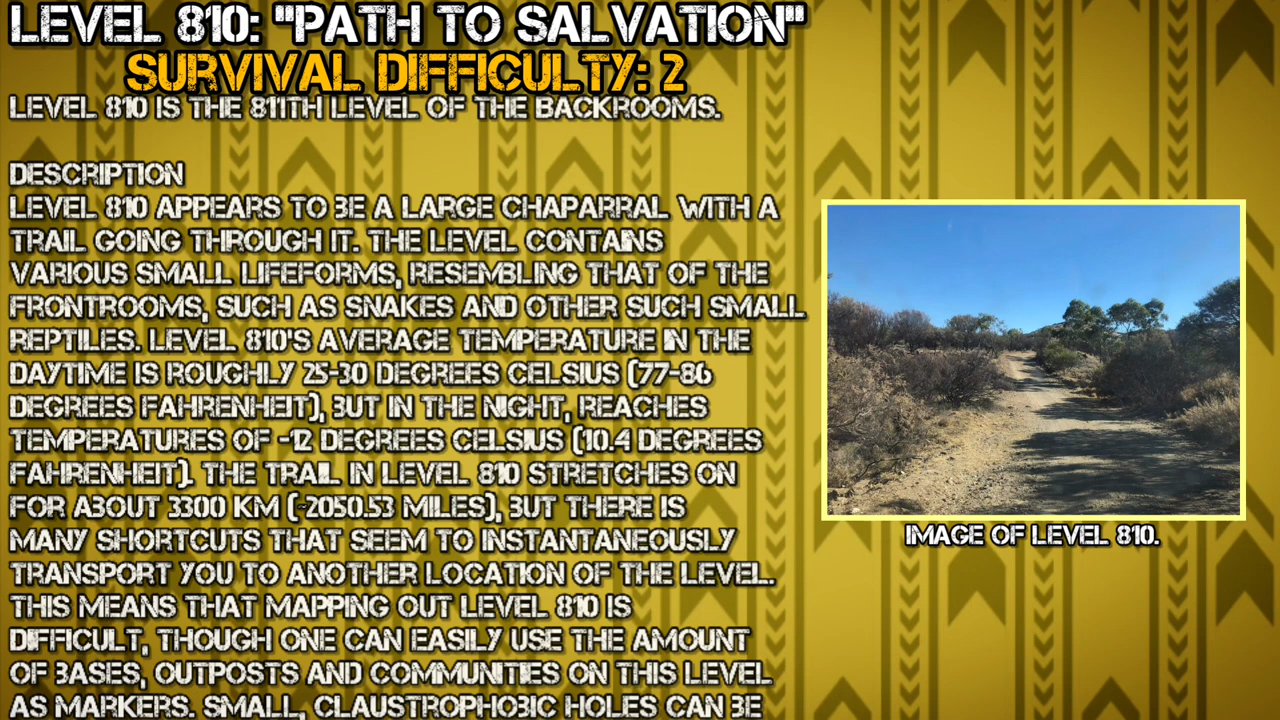 LEVEL 810: "PATH TO SALVATION"
SURVIVAL DIFFICULTY: 2
LEVEL 810 IS THE 811TH LEVEL OF THE BACKROOMS.
DESCRIPTION
LEVEL 810 APPEARS TO BE A LARGE CHAPARRAL WITH A
TRAIL GOING THROUGH IT. THE LEVEL CONTAINS
VARIOUS SMALL LIFEFORMS, RESEMBLING THAT OF THE
FRONTROOMS, SUCH AS SNAKES AND OTHER SUCH SMALL
REPTILES. LEVEL 810'S AVERAGE TEMPERATURE IN THE
DAYTIME IS ROUGHLY 25-30 DEGREES CELSIUS (77-86
DEGREES FAHRENHEIT), BUT IN THE NIGHT, REACHES
TEMPERATURES OF -12 DEGREES CELSIUS (10.4 DEGREES
FAHRENHEIT). THE TRAIL IN LEVEL 810 STRETCHES ON
FOR ABOUT 3300 KM (~2050.53 MILES), BUT THERE IS
MANY SHORTCUTS THAT SEEM TO INSTANTANEOUSLY
TRANSPORT YOU TO ANOTHER LOCATION OF THE LEVEL.
THIS MEANS THAT MAPPING OUT LEVEL 810 IS
DIFFICULT, THOUGH ONE CAN EASILY USE THE AMOUNT
OF BASES, OUTPOSTS AND COMMUNITIES ON THIS LEVEL
AS MARKERS. SMALL, CLAUSTROPHOBIC HOLES CAN BE
IMAGE OF LEVEL 810.